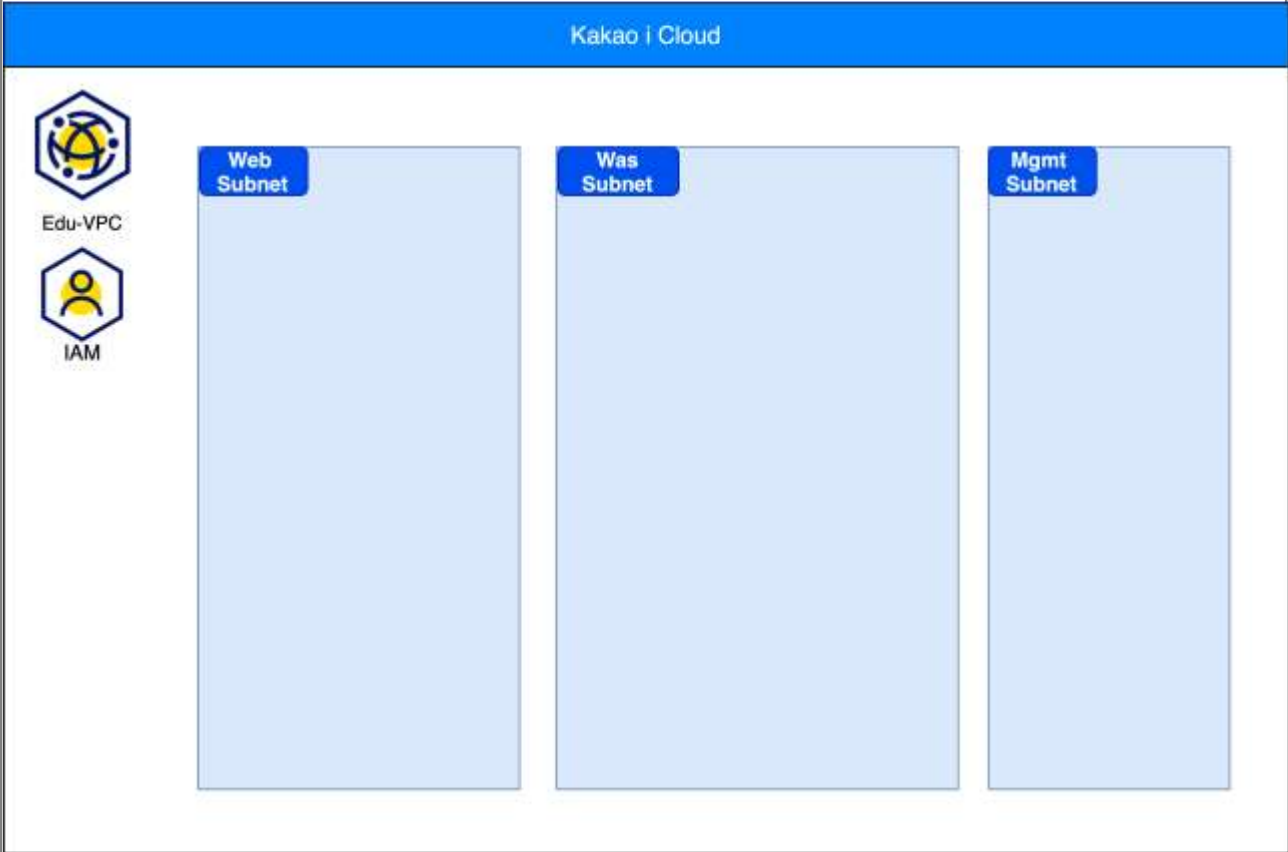 Kakao i Cloud
Edu-VPC
IAM
Web
Subnet
Was
Subnet
Mgmt
Subnet